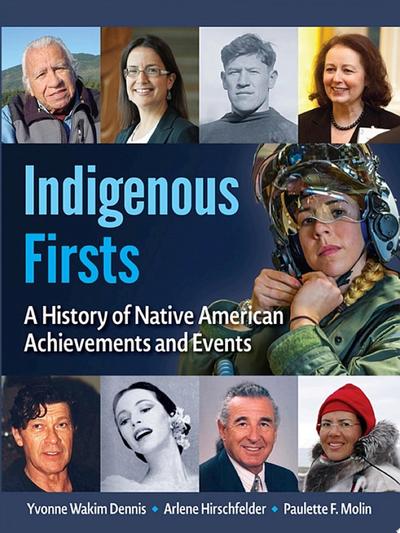 Indigenous
Firsts
A History of Native American
Achievements and Events
Yvonne Wakim Dennis ◆ Arlene Hirschfelder ◆ Paulette F. Molin